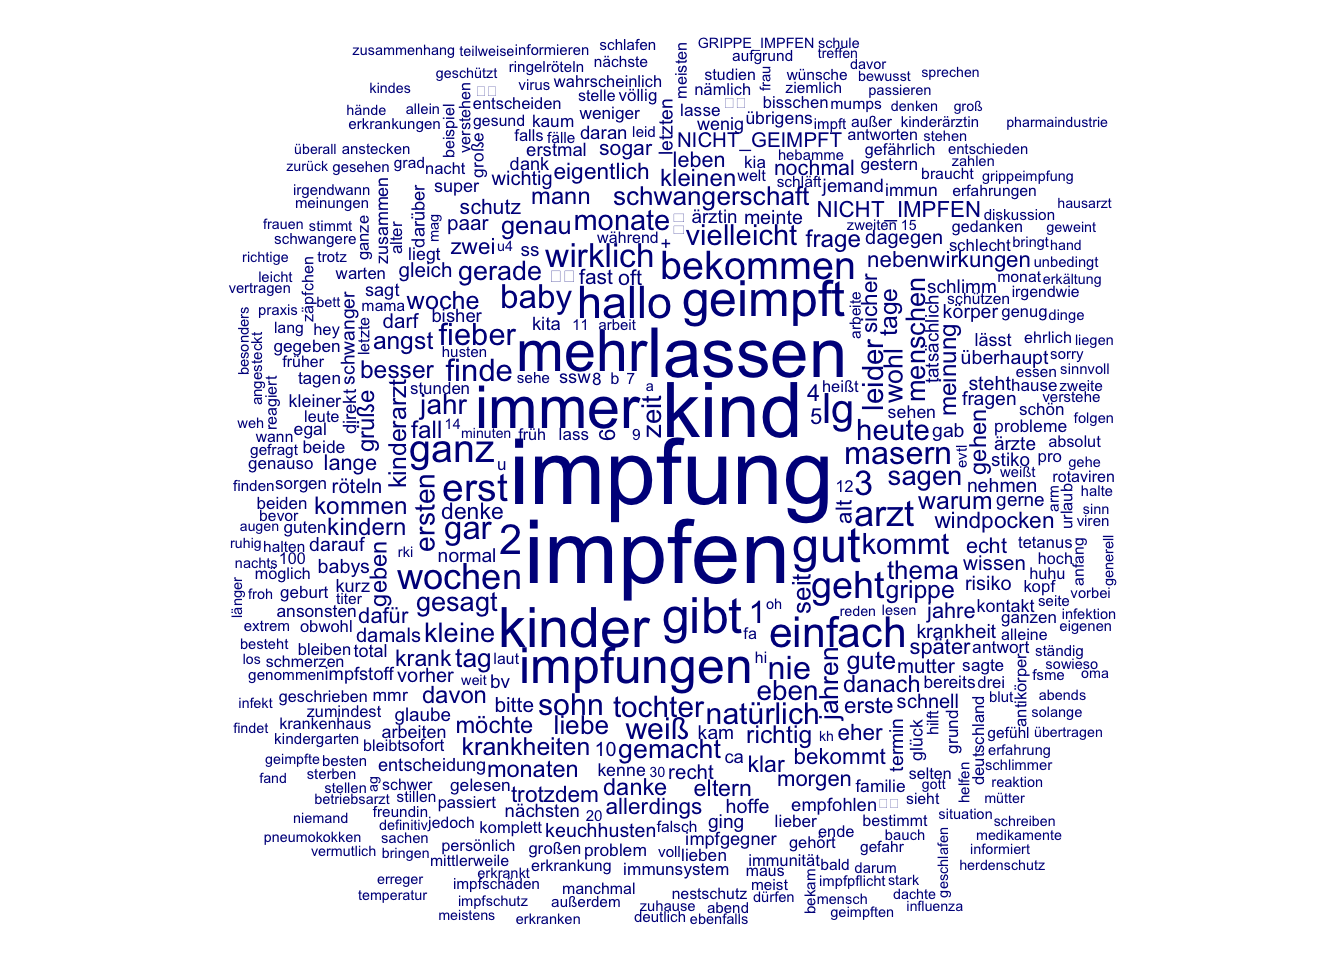 zusammenhang teilweise informieren schlafen GRIPPE_IMPFEN schule
geschützt ringelröteln nächste meisten aufgrund treffen
kindes virus wahrscheinlich studien frau wünsche davor bewusst sprechen
verstehen stelle völlig nämlich ziemlich passieren
hände allein entscheiden letzten lasse bisschen mumps denken groß
erkrankungen beispiel gesund kaum weniger wenig übrigens impft außer kinderärztin pharmaindustrie
überall anstecken große falls fälle daran leid NICHT_GEIMPFT antworten stehen
erstmal sogar leben kia hebamme gefährlich entschieden
zurück gesehen grad nacht dank eigentlich kleinen welt nochmal gestern zahlen
irgendwann super wichtig mann schwangerschaft schläft jemand immun braucht grippeimpfung
meinungen zusammen darüber schutz erfahrungen hausarzt
frauen stimmt ganze alter mag paar genau monate ärztin meinte NICHT_IMPFEN diskussion
schwangere liegt zwei u4 ss während + vielleicht frage zweiten 15 dagegen gedanken geweint
richtige trotz wirklich schlecht bringt hand
leicht warten gleich gerade fast oft bekommen nebenwirkungen unbedingt
vertragen zäpfchen sagt woche baby hallo geimpft leider sicher tage menschen schlimm monat erkältung
praxis bett mama bisher schützen irgendwie
besonders lang hey schwanger letzte darf fieber kita 11 arbeit arbeite wohl tatsächlich meinung körper genug dinge
gegeben angst husten mehr lassen lässt ehrlich liegen
angesteckt früher besser finde überhaupt sorry
tagen sehe ssw 8 b 7 a essen sinnvoll
reagiert kleiner direkt grüße kinderarzt stunden immer zeit kind 4 heißt steht hause zweite
leute jahr lg fragen verstehe
weh egal fall 14 minuten früh lass 6 9 5 sehen gehen schön folgen
wann heute gab probleme
gefragt beide ganz masern evtl ärzte absolut
genauso lange stiko pro gehe
finden sorgen röteln ersten erst u impfung 12 3 sagen nehmen weißt rotaviren
beiden kommen denke alt arzt warum gerne arm urlaub halte
bevor windpocken sinn
augen guten kindern gar 2 viren
ruhig halten darauf rki normal impfen gut kommt echt tetanus anfang generell
nachts 100 wissen hoch
möglich babys geben wochen seit geht thema huhu
länger froh geburt kurz gesagt grippe risiko kopf vorbei
ansonsten titer dafür kinder gibt 1 oh reden lesen jahre kontakt seite infektion
extrem obwohl damals kleine fa einfach krankheit ganzen eigenen
besteht bleiben total alleine
los schmerzen krank tag laut impfungen hi nie jahren gute später antwort ständig
genommen impfstoff vorher weit bv mutter sagte sowieso
infekt geschrieben mmr davon eben danach bereits drei fsme oma
zumindest bitte sohn tochter natürlich erste schnell blut antikörper abends
findet krankenhaus glaube möchte liebe weiß kam richtig kh eher termin glück hilft grund deutschland gefühl solange
kindergarten arbeiten übertragen
bleibt sofort krankheiten 10 gemacht ca klar bekommt erfahrung
geimpfte besten entscheidung monaten kenne 30 recht morgen familie selten schlimmer
fand sterben ag schwer gelesen trotzdem danke eltern gott helfen reaktion
stellen stillen allerdings hoffe empfohlen sieht mütter
betriebsarzt passiert nächsten 20
niemand freundin ging lieber bestimmt situation schreiben
definitiv jedoch komplett keuchhusten falsch impfgegner ende bauch medikamente
pneumokokken sachen persönlich großen problem voll lieben gehört gefahr informiert
vermutlich bringen mittlerweile erkrankung immunsystem immunität bald darum geschlafen herdenschutz
erkrankt maus
erreger impfschäden manchmal meist impfpflicht stark
temperatur impfschutz außerdem nestschutz dürfen bekam mensch dachte
meistens erkranken zuhause abend geimpften influenza
deutlich ebenfalls